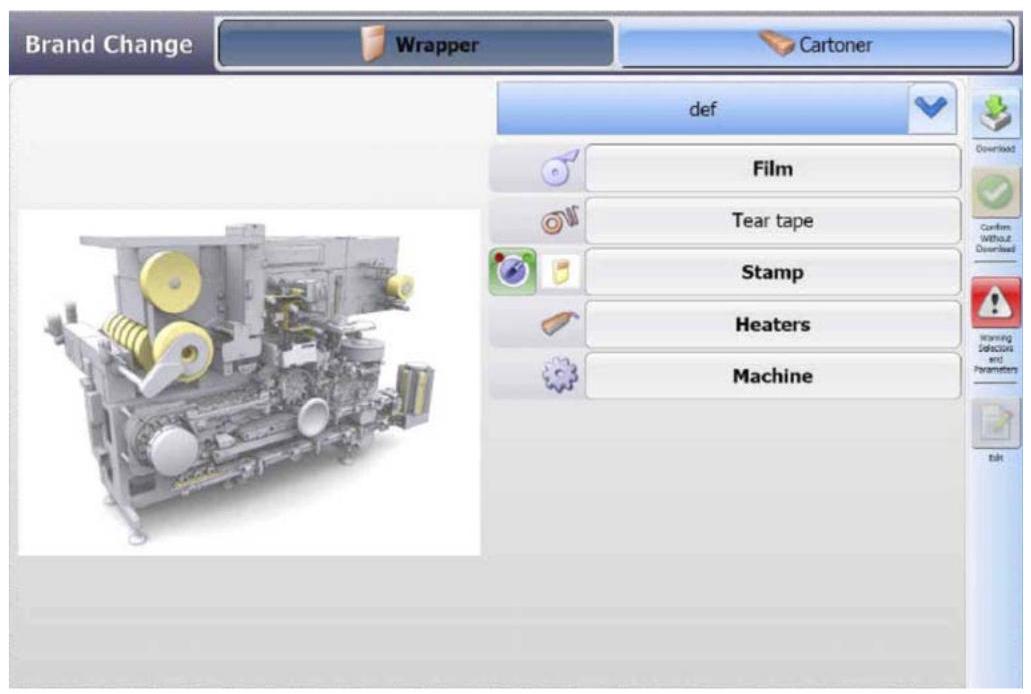 Brand Change
Wrapper
Cartoner
def
Film
Tear tape
Stamp
Heaters
Machine
Download
Confirm
Without
Download
Warning
Selectors
and
Parameters
Edit